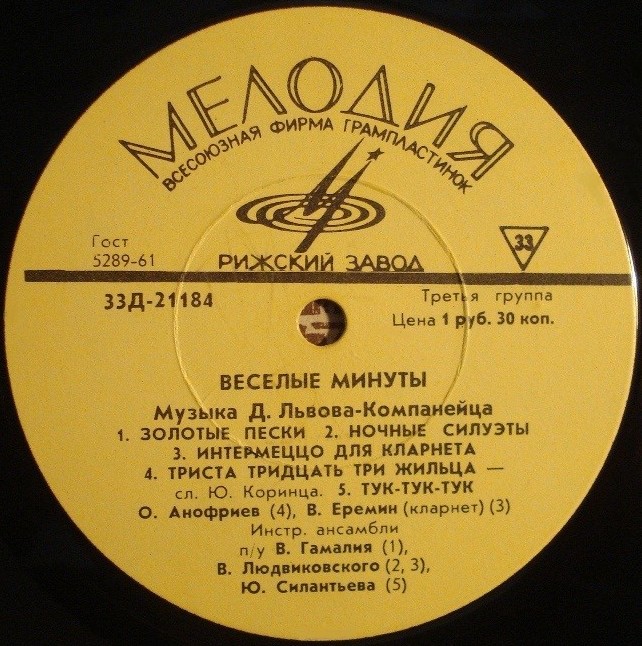 МЕЛОДИЯ
ВСЕСОЮЗНАЯ ФИРМА ГРАМПЛАСТИНОК
Гост
5289-61
РИЖСКИЙ ЗАВОД
33
33Д-21184
Третья группа
Цена 1 руб. 30 коп.
ВЕСЕЛЫЕ МИНУТЫ
Музыка Д. Львова-Компанейца
1. ЗОЛОТЫЕ ПЕСКИ 2. НОЧНЫЕ СИЛУЭТЫ
3. ИНТЕРМЕЦЦО ДЛЯ КЛАРНЕТА
4. ТРИСТА ТРИДЦАТЬ ТРИ ЖИЛЬЦА —
сл. Ю. Коринца. 5. ТУК-ТУК-ТУК
О. Анофриев (4), В. Еремин (кларнет) (3)
Инстр. ансамбли
п/у В. Гамалия (1),
В. Людвиковского (2, 3),
Ю. Силантьева (5)